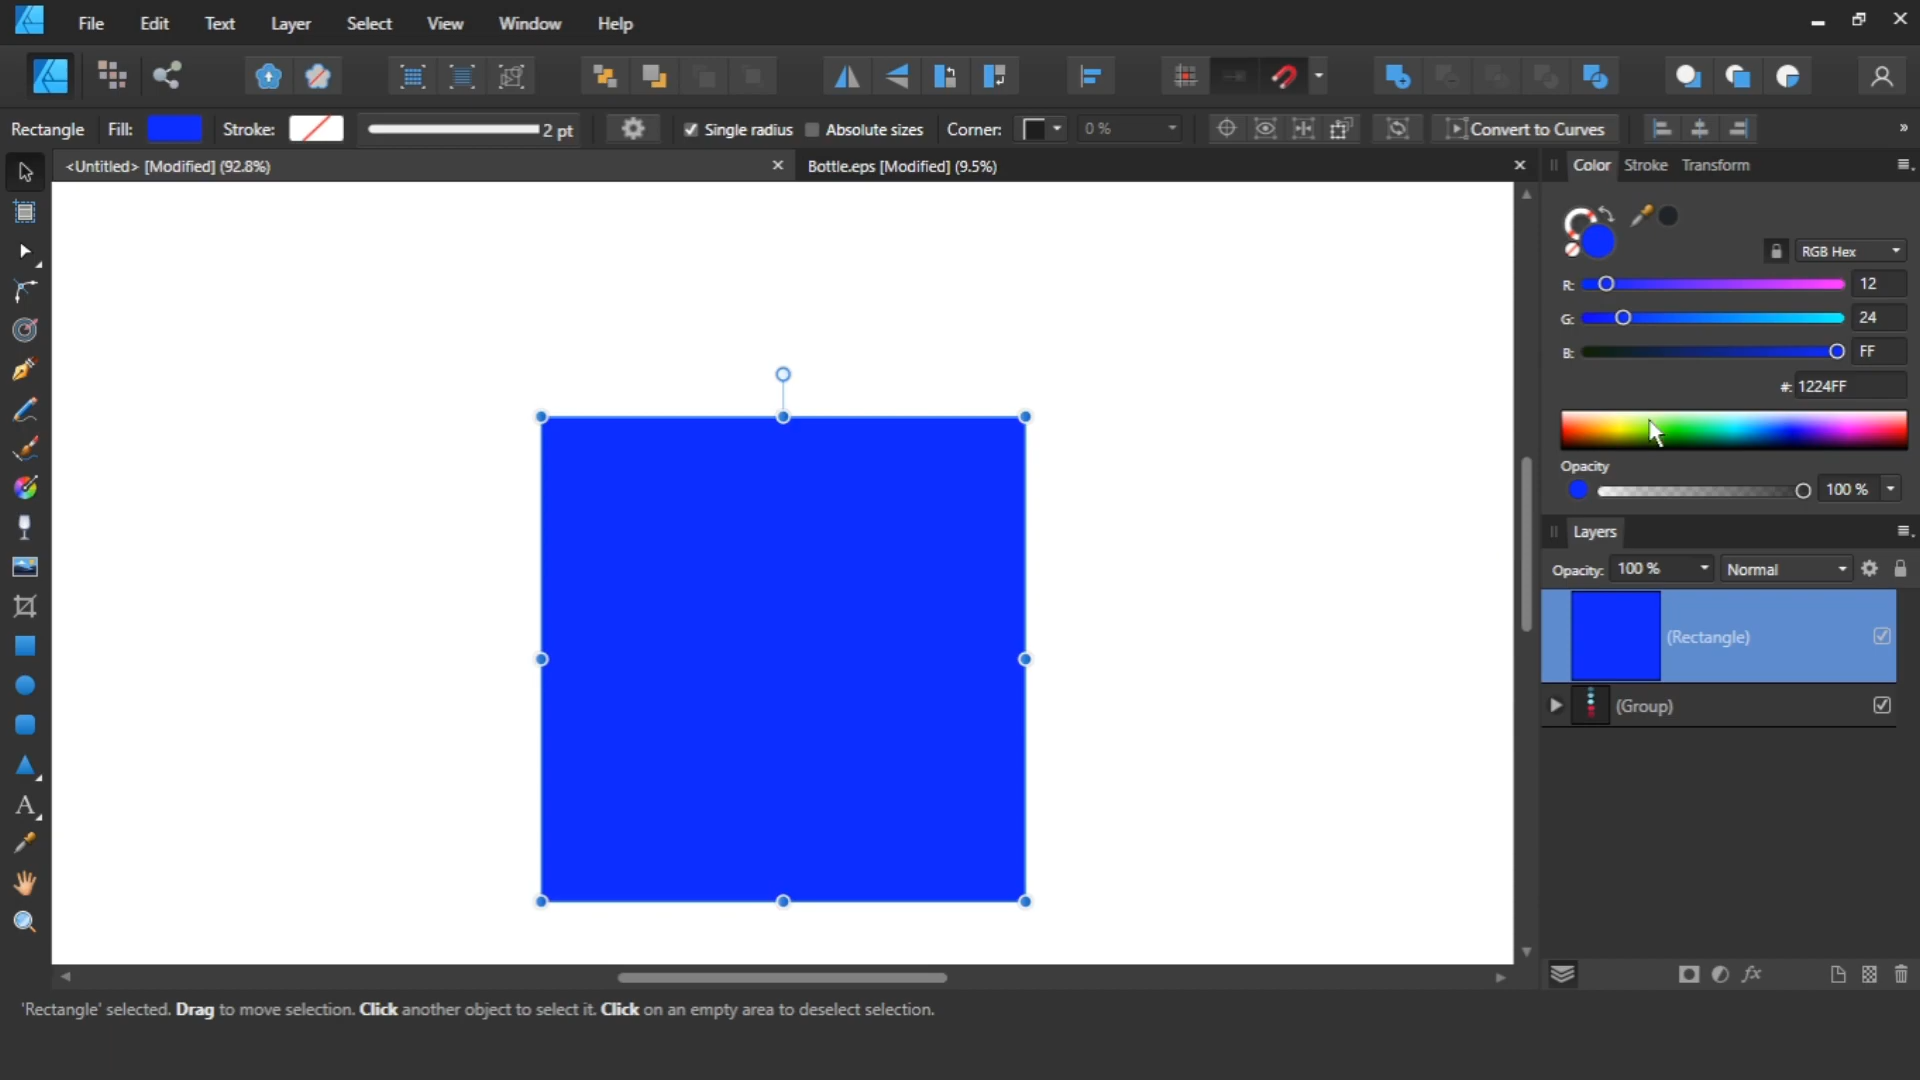 File Edit Text Layer Select View Window Help
Rectangle Fill: Stroke: 2 pt Single radius Absolute sizes Corner: 0 % Convert to Curves »
<Untitled> [Modified] (92.8%) Bottle.eps [Modified] (9.5%)
Color Stroke Transform
RGB Hex
R: 12
G: 24
B: FF
#: 1224FF
Opacity
100 %
Layers
Opacity: 100 % Normal
(Rectangle)
(Group)
fx
'Rectangle' selected. Drag to move selection. Click another object to select it. Click on an empty area to deselect selection.